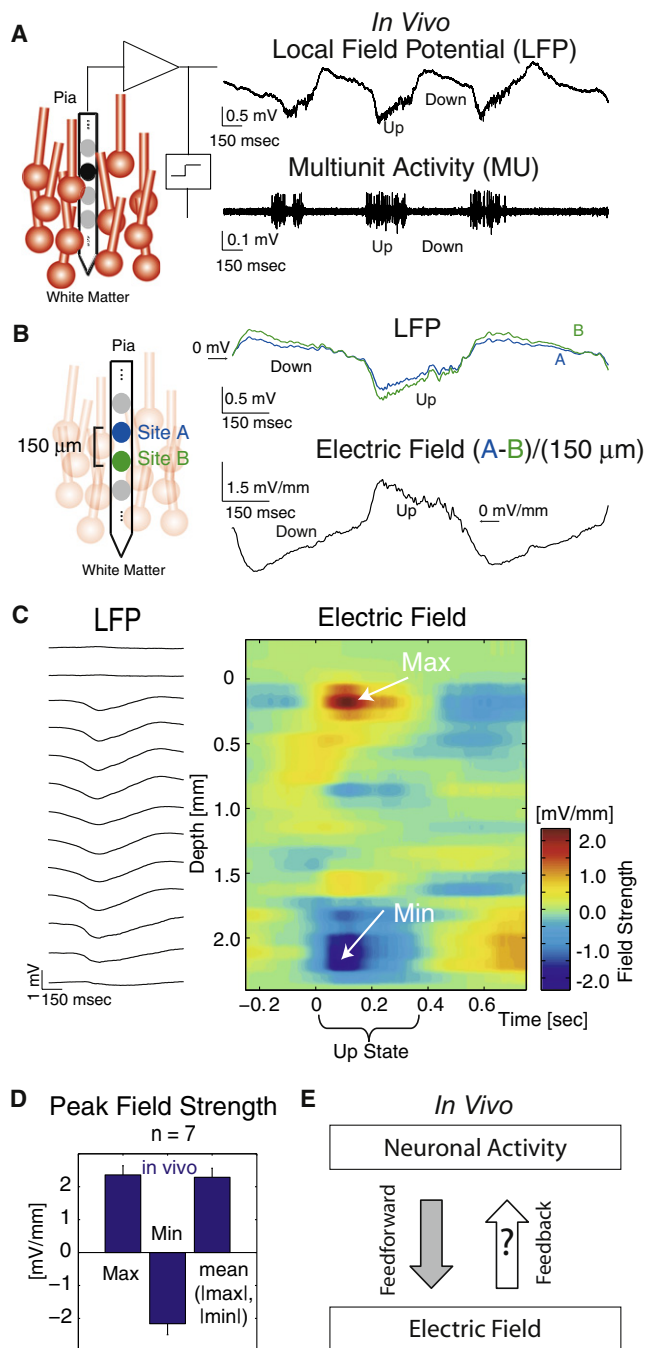 A
In Vivo
Local Field Potential (LFP)
Pia
0.5 mV
150 msec
Up
Down
Multiunit Activity (MU)
0.1 mV
150 msec
Up
Down
White Matter
B
Pia
LFP
B
A
0 mV
Down
Up
0.5 mV
150 msec
150 µm
Site A
Site B
Electric Field (A-B)/(150 µm)
1.5 mV/mm
150 msec
Down
Up
0 mV/mm
White Matter
C
LFP
Electric Field
Max
Min
0
0.5
1.0
1.5
2.0
Depth [mm]
[mV/mm]
2.0
1.0
0.0
-1.0
-2.0
Field Strength
1 mV
150 msec
−0.2
0
0.2
0.4
0.6
Time [sec]
Up State
D
Peak Field Strength
n = 7
in vivo
2
1
0
−1
−2
[mV/mm]
Max
Min
mean
(|max|,
|min|)
E
In Vivo
Neuronal Activity
Feedforward
?
Feedback
Electric Field